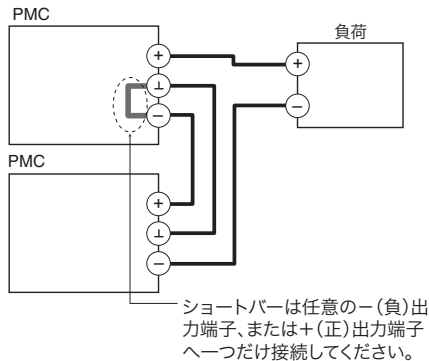 PMC
負荷
+
⊥
−
+
−
PMC
+
⊥
−
ショートバーは任意の−(負)出
力端子、または+(正)出力端子
へ一つだけ接続してください。